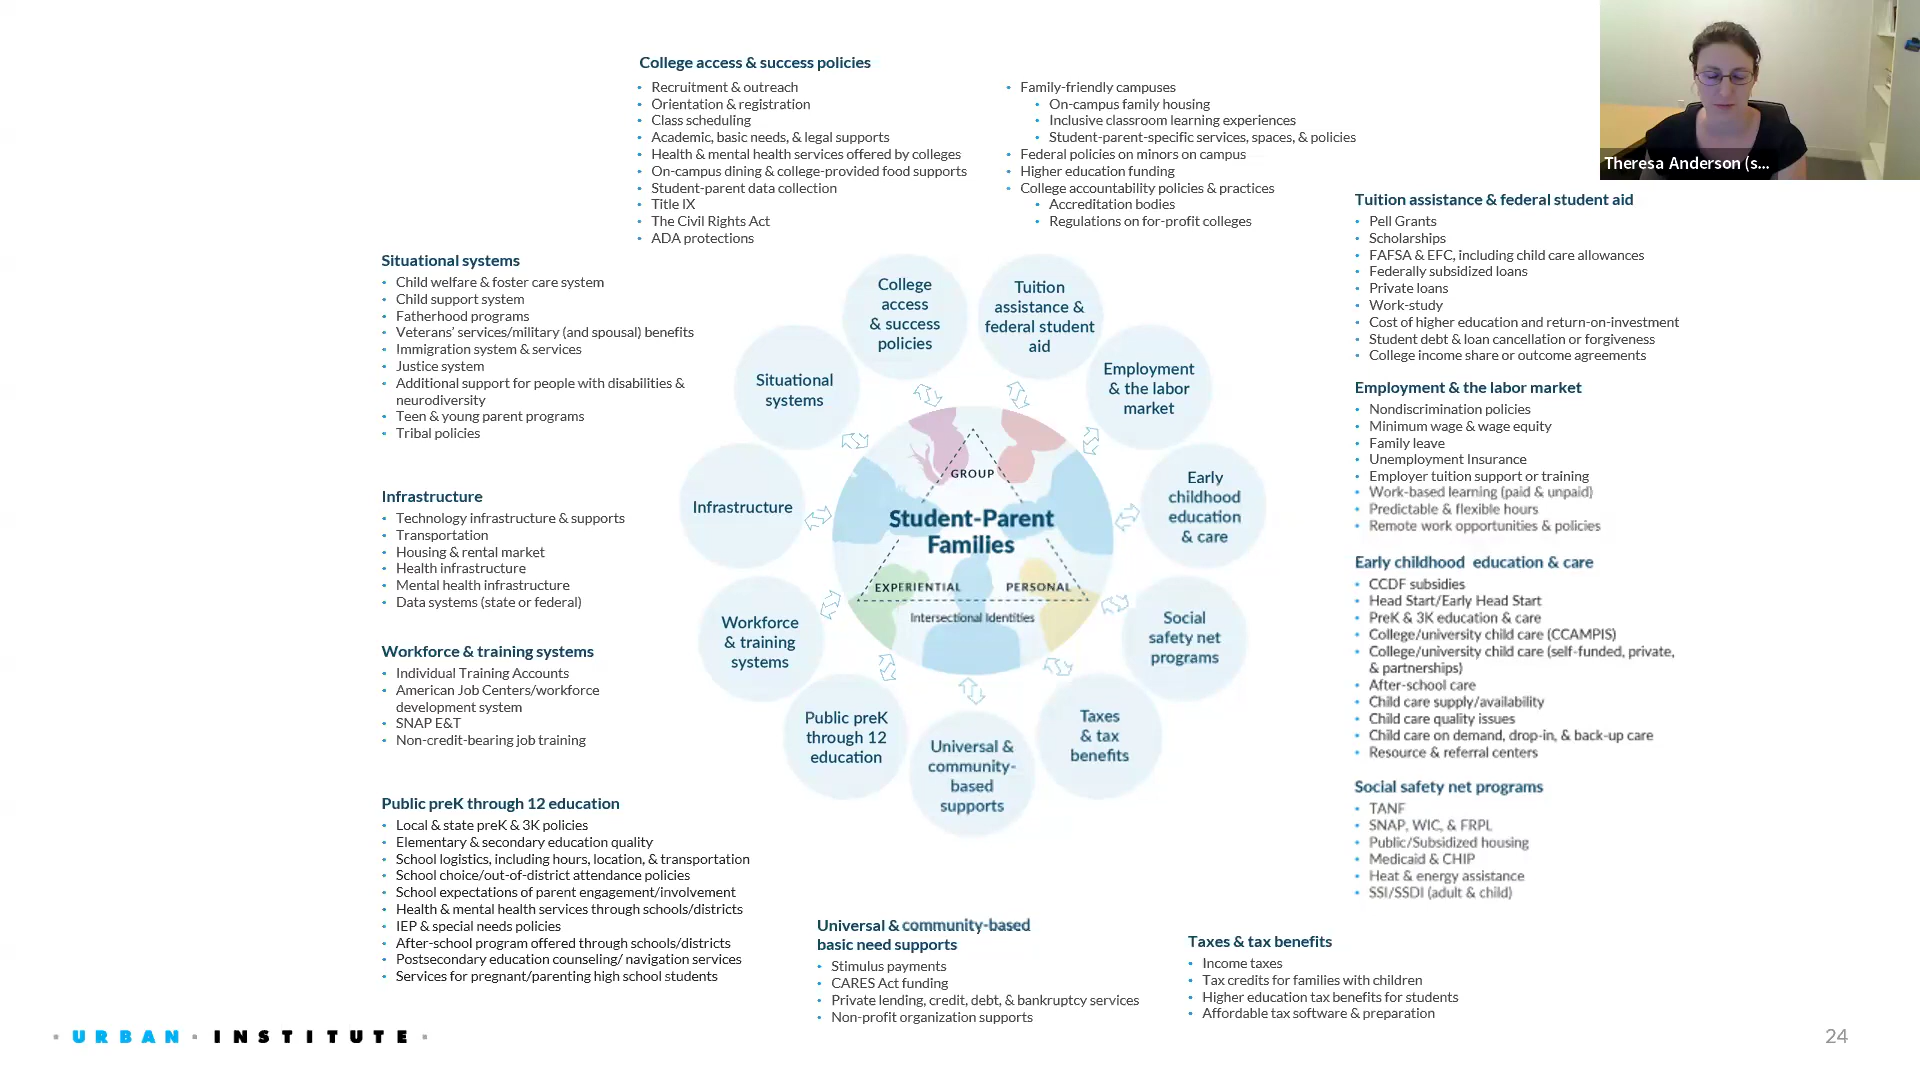 College access & success policies
• Recruitment & outreach
• Orientation & registration
• Class scheduling
• Academic, basic needs, & legal supports
• Health & mental health services offered by colleges
• On-campus dining & college-provided food supports
• Student-parent data collection
• Title IX
• The Civil Rights Act
• ADA protections
• Family-friendly campuses
• On-campus family housing
• Inclusive classroom learning experiences
• Student-parent-specific services, spaces, & policies
• Federal policies on minors on campus
• Higher education funding
• College accountability policies & practices
• Accreditation bodies
• Regulations on for-profit colleges
Theresa Anderson (s...
Tuition assistance & federal student aid
• Pell Grants
• Scholarships
• FAFSA & EFC, including child care allowances
• Federally subsidized loans
• Private loans
• Work-study
• Cost of higher education and return-on-investment
• Student debt & loan cancellation or forgiveness
• College income share or outcome agreements
Employment & the labor market
• Nondiscrimination policies
• Minimum wage & wage equity
• Family leave
• Unemployment Insurance
• Employer tuition support or training
• Work-based learning (paid & unpaid)
• Predictable & flexible hours
• Remote work opportunities & policies
Early childhood education & care
• CCDF subsidies
• Head Start/Early Head Start
• PreK & 3K education & care
• College/university child care (CCAMPIS)
• College/university child care (self-funded, private,
& partnerships)
• After-school care
• Child care supply/availability
• Child care quality issues
• Child care on demand, drop-in, & back-up care
• Resource & referral centers
Social safety net programs
• TANF
• SNAP, WIC, & FRPL
• Public/Subsidized housing
• Medicaid & CHIP
• Heat & energy assistance
• SSI/SSDI (adult & child)
Situational systems
• Child welfare & foster care system
• Child support system
• Fatherhood programs
• Veterans' services/military (and spousal) benefits
• Immigration system & services
• Justice system
• Additional support for people with disabilities &
neurodiversity
• Teen & young parent programs
• Tribal policies
Infrastructure
• Technology infrastructure & supports
• Transportation
• Housing & rental market
• Health infrastructure
• Mental health infrastructure
• Data systems (state or federal)
Workforce & training systems
• Individual Training Accounts
• American Job Centers/workforce
development system
• SNAP E&T
• Non-credit-bearing job training
Public preK through 12 education
• Local & state preK & 3K policies
• Elementary & secondary education quality
• School logistics, including hours, location, & transportation
• School choice/out-of-district attendance policies
• School expectations of parent engagement/involvement
• Health & mental health services through schools/districts
• IEP & special needs policies
• After-school program offered through schools/districts
• Postsecondary education counseling/ navigation services
• Services for pregnant/parenting high school students
Universal & community-based
basic need supports
• Stimulus payments
• CARES Act funding
• Private lending, credit, debt, & bankruptcy services
• Non-profit organization supports
Taxes & tax benefits
• Income taxes
• Tax credits for families with children
• Higher education tax benefits for students
• Affordable tax software & preparation
College
access
& success
policies
Tuition
assistance &
federal student
aid
Employment
& the labor
market
Early
childhood
education
& care
Social
safety net
programs
Taxes
& tax
benefits
Universal &
community-
based
supports
Public preK
through 12
education
Workforce
& training
systems
Infrastructure
Situational
systems
GROUP
Student-Parent
Families
EXPERIENTIAL
PERSONAL
Intersectional Identities
URBAN · INSTITUTE
24